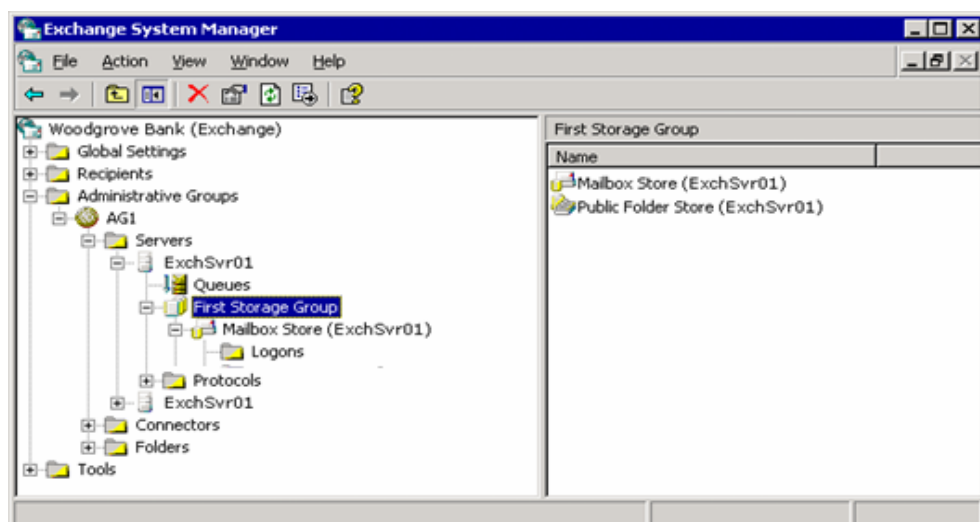 Exchange System Manager
File Action View Window Help
Woodgrove Bank (Exchange)
Global Settings
Recipients
Administrative Groups
AG1
Servers
ExchSvr01
Queues
First Storage Group
Mailbox Store (ExchSvr01)
Logons
Protocols
ExchSvr01
Connectors
Folders
Tools
First Storage Group
Name
Mailbox Store (ExchSvr01)
Public Folder Store (ExchSvr01)